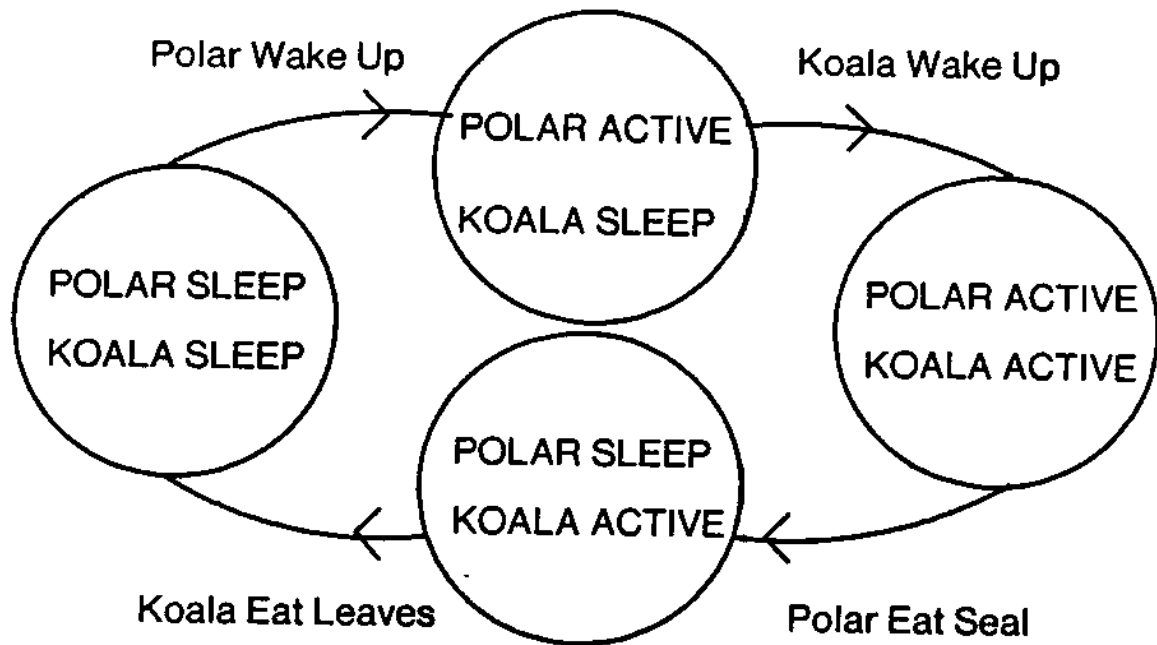 Polar Wake Up
Koala Wake Up
POLAR ACTIVE
KOALA SLEEP
POLAR SLEEP
KOALA SLEEP
POLAR ACTIVE
KOALA ACTIVE
POLAR SLEEP
KOALA ACTIVE
Koala Eat Leaves
Polar Eat Seal